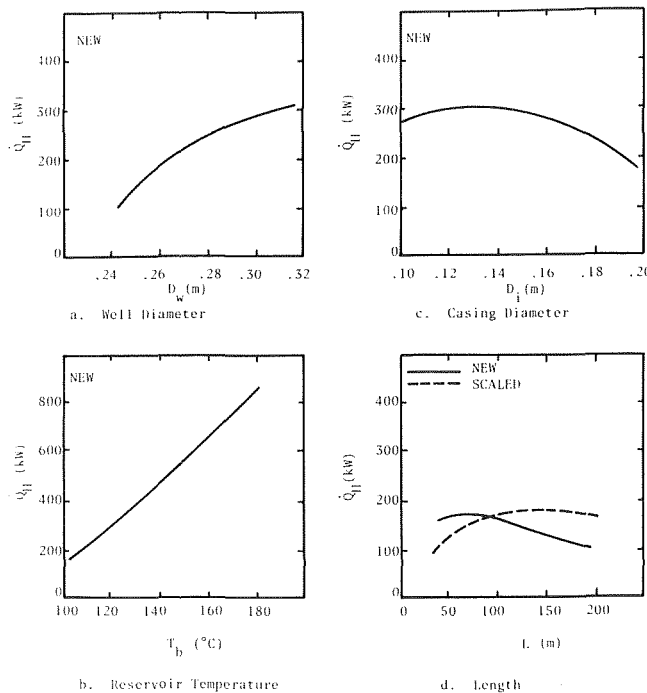 NEW
400
300
200
100
0
Q̇H (kW)
.24 .26 .28 .30 .32
Dw (m)
a. Well Diameter
NEW
400
300
200
100
0
Q̇H (kW)
.10 .12 .14 .16 .18 .20
Di (m)
c. Casing Diameter
NEW
800
600
400
200
0
Q̇H (kW)
100 120 140 160 180
Tb (°C)
b. Reservoir Temperature
NEW
SCALED
400
300
200
100
0
Q̇H (kW)
0 50 100 150 200
L (m)
d. Length